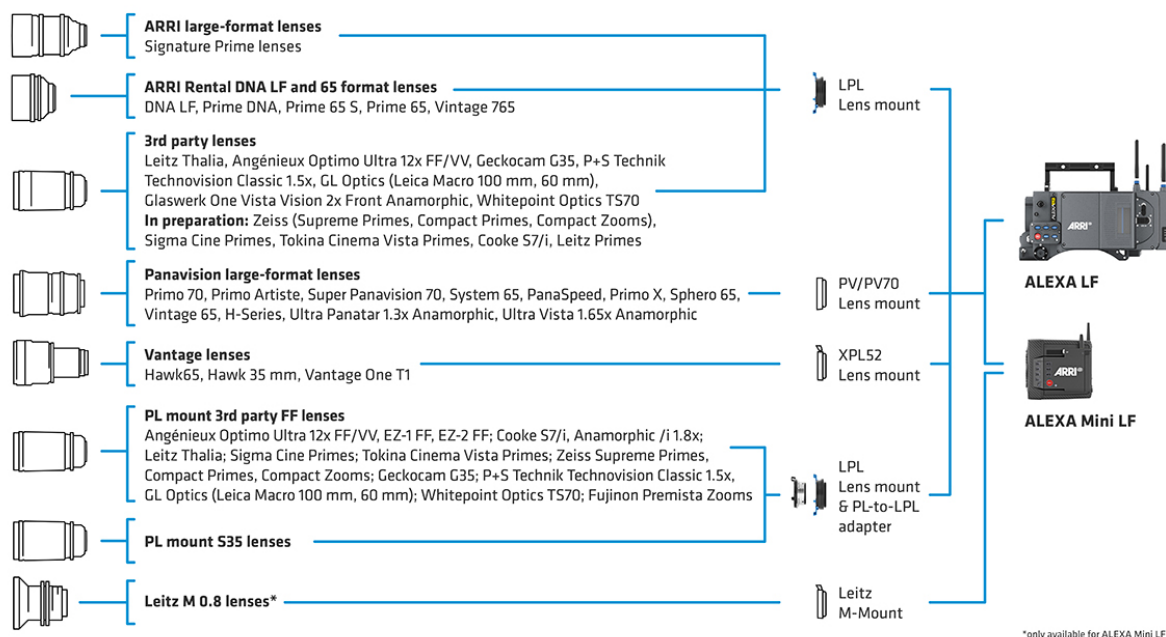 ARRI large-format lenses
Signature Prime lenses
ARRI Rental DNA LF and 65 format lenses
DNA LF, Prime DNA, Prime 65 S, Prime 65, Vintage 765
3rd party lenses
Leitz Thalia, Angénieux Optimo Ultra 12x FF/VV, Geckocam G35, P+S Technik
Technovision Classic 1.5x, GL Optics (Leica Macro 100 mm, 60 mm),
Glaswerk One Vista Vision 2x Front Anamorphic, Whitepoint Optics TS70
In preparation: Zeiss (Supreme Primes, Compact Primes, Compact Zooms),
Sigma Cine Primes, Tokina Cinema Vista Primes, Cooke S7/i, Leitz Primes
Panavision large-format lenses
Primo 70, Primo Artiste, Super Panavision 70, System 65, PanaSpeed, Primo X, Sphero 65,
Vintage 65, H-Series, Ultra Panatar 1.3x Anamorphic, Ultra Vista 1.65x Anamorphic
Vantage lenses
Hawk65, Hawk 35 mm, Vantage One T1
PL mount 3rd party FF lenses
Angénieux Optimo Ultra 12x FF/VV, EZ-1 FF, EZ-2 FF; Cooke S7/i, Anamorphic /i 1.8x;
Leitz Thalia; Sigma Cine Primes; Tokina Cinema Vista Primes; Zeiss Supreme Primes,
Compact Primes, Compact Zooms; Geckocam G35; P+S Technik Technovision Classic 1.5x,
GL Optics (Leica Macro 100 mm, 60 mm); Whitepoint Optics TS70; Fujinon Premista Zooms
PL mount S35 lenses
Leitz M 0.8 lenses*
LPL
Lens mount
PV/PV70
Lens mount
XPL52
Lens mount
LPL
Lens mount
& PL-to-LPL
adapter
Leitz
M-Mount
ARRI
ALEXA LF
ARRI
ALEXA Mini LF
*only available for ALEXA Mini LF